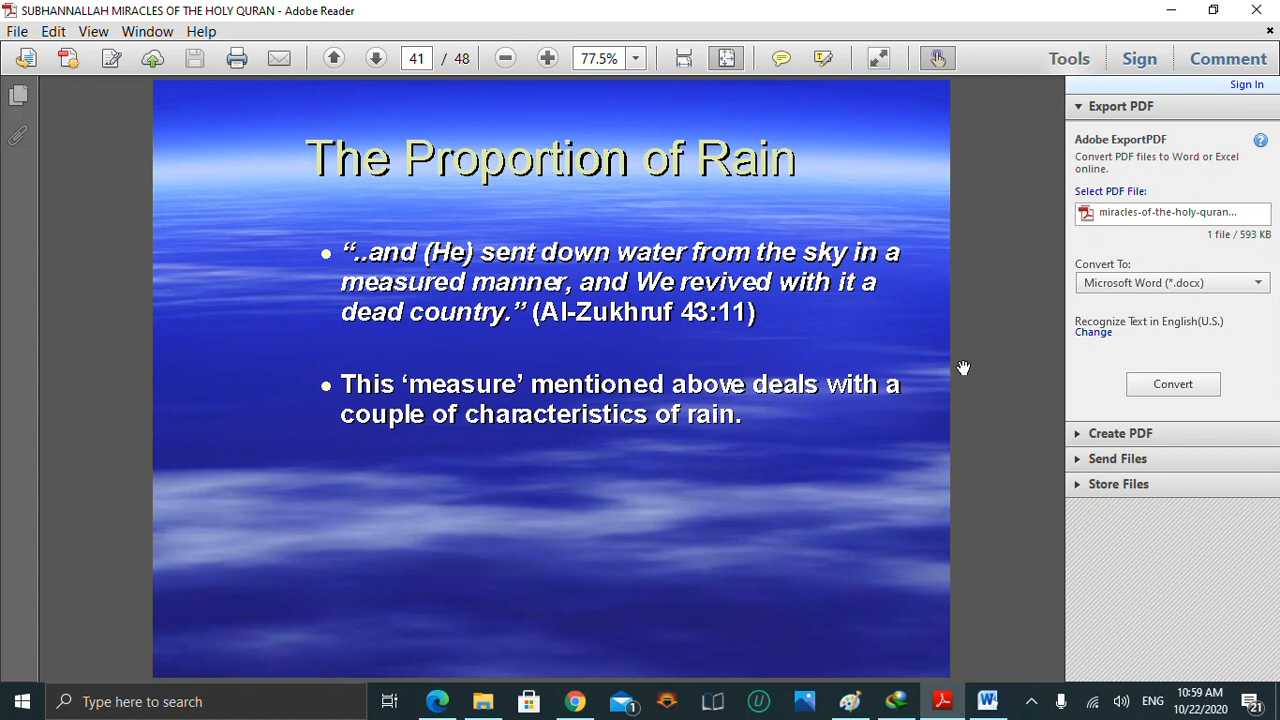 SUBHANNALLAH MIRACLES OF THE HOLY QURAN - Adobe Reader
File Edit View Window Help
41 / 48 77.5% Tools Sign Comment
Sign In
Export PDF
Adobe ExportPDF
Convert PDF files to Word or Excel
online.
Select PDF File:
miracles-of-the-holy-quran...
1 file / 593 KB
Convert To:
Microsoft Word (*.docx)
Recognize Text in English(U.S.)
Change
Convert
Create PDF
Send Files
Store Files
The Proportion of Rain
• “..and (He) sent down water from the sky in a
measured manner, and We revived with it a
dead country.” (Al-Zukhruf 43:11)
• This ‘measure’ mentioned above deals with a
couple of characteristics of rain.
Type here to search
1
ENG
10:59 AM
10/22/2020
21